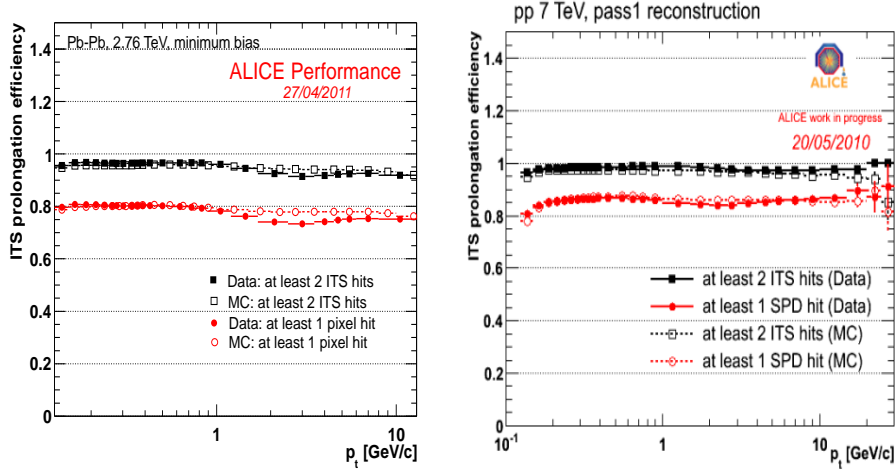 Pb-Pb, 2.76 TeV, minimum bias
ALICE Performance
27/04/2011
ITS prolongation efficiency
1.4
1.2
1
0.8
0.6
0.4
0.2
0
Data: at least 2 ITS hits
MC: at least 2 ITS hits
Data: at least 1 pixel hit
MC: at least 1 pixel hit
1
10
p_t [GeV/c]
pp 7 TeV, pass1 reconstruction
ALICE
ALICE work in progress
20/05/2010
ITS prolongation efficiency
1.4
1.2
1
0.8
0.6
0.4
0.2
0
at least 2 ITS hits (Data)
at least 1 SPD hit (Data)
at least 2 ITS hits (MC)
at least 1 SPD hit (MC)
10^-1
1
10
p_t [GeV/c]